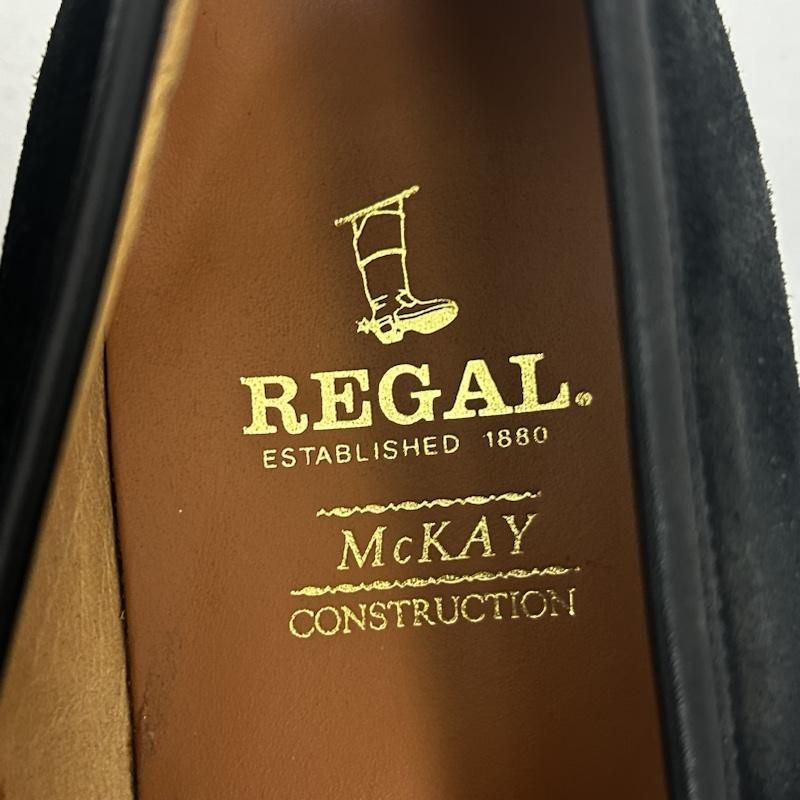 REGAL.
ESTABLISHED 1880
McKAY
CONSTRUCTION